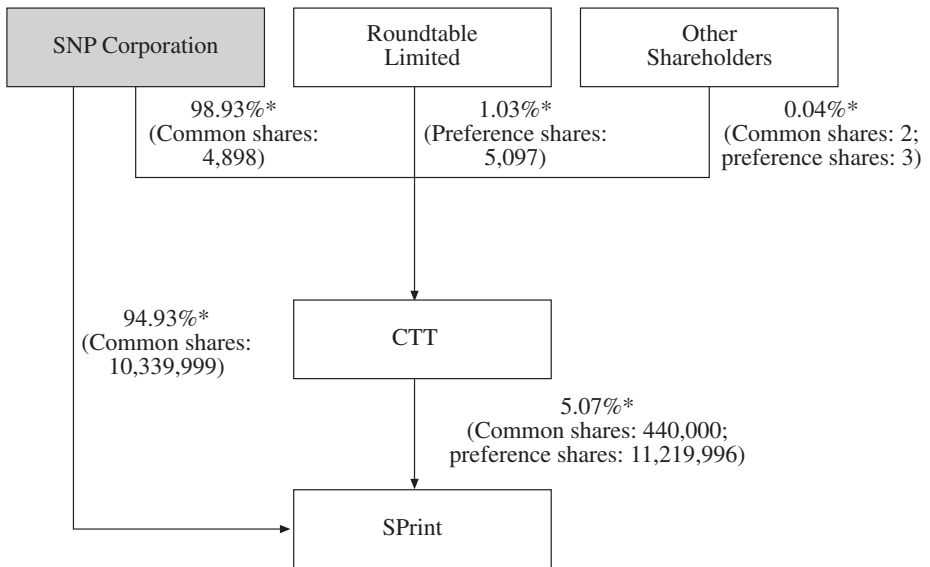 SNP Corporation
Roundtable
Limited
Other
Shareholders
98.93%*
(Common shares:
4,898)
1.03%*
(Preference shares:
5,097)
0.04%*
(Common shares: 2;
preference shares: 3)
94.93%*
(Common shares:
10,339,999)
CTT
5.07%*
(Common shares: 440,000;
preference shares: 11,219,996)
SPrint